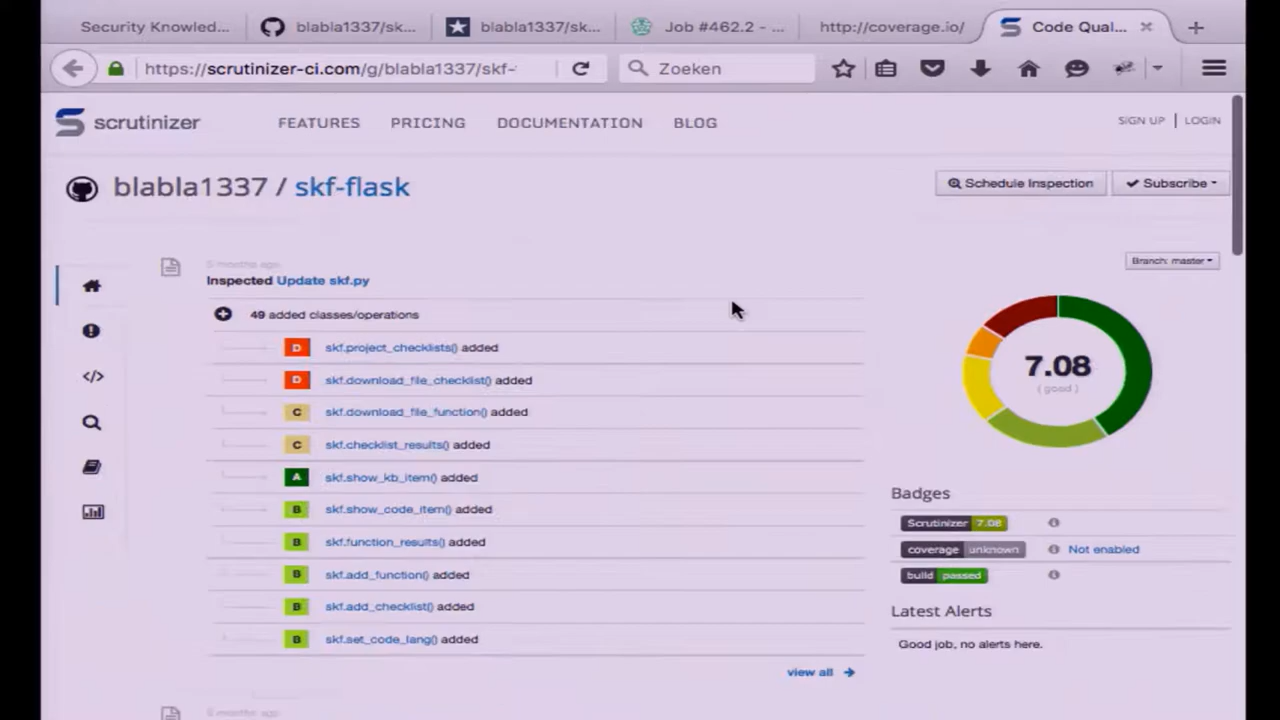 Security Knowled...
blabla1337/sk...
blabla1337/sk...
Job #462.2 - ...
http://coverage.io/
Code Qual...
https://scrutinizer-ci.com/g/blabla1337/skf-
Zoeken
scrutinizer
FEATURES
PRICING
DOCUMENTATION
BLOG
SIGN UP | LOGIN
blabla1337 / skf-flask
Schedule Inspection
Subscribe
months ago
Inspected Update skf.py
Branch: master
49 added classes/operations
D skf.project_checklists() added
D skf.download_file_checklist() added
C skf.download_file_function() added
C skf.checklist_results() added
A skf.show_kb_item() added
B skf.show_code_item() added
B skf.function_results() added
B skf.add_function() added
B skf.add_checklist() added
B skf.set_code_lang() added
view all
7.08
( good )
Badges
Scrutinizer 7.08
coverage unknown Not enabled
build passed
Latest Alerts
Good job, no alerts here.
months ago